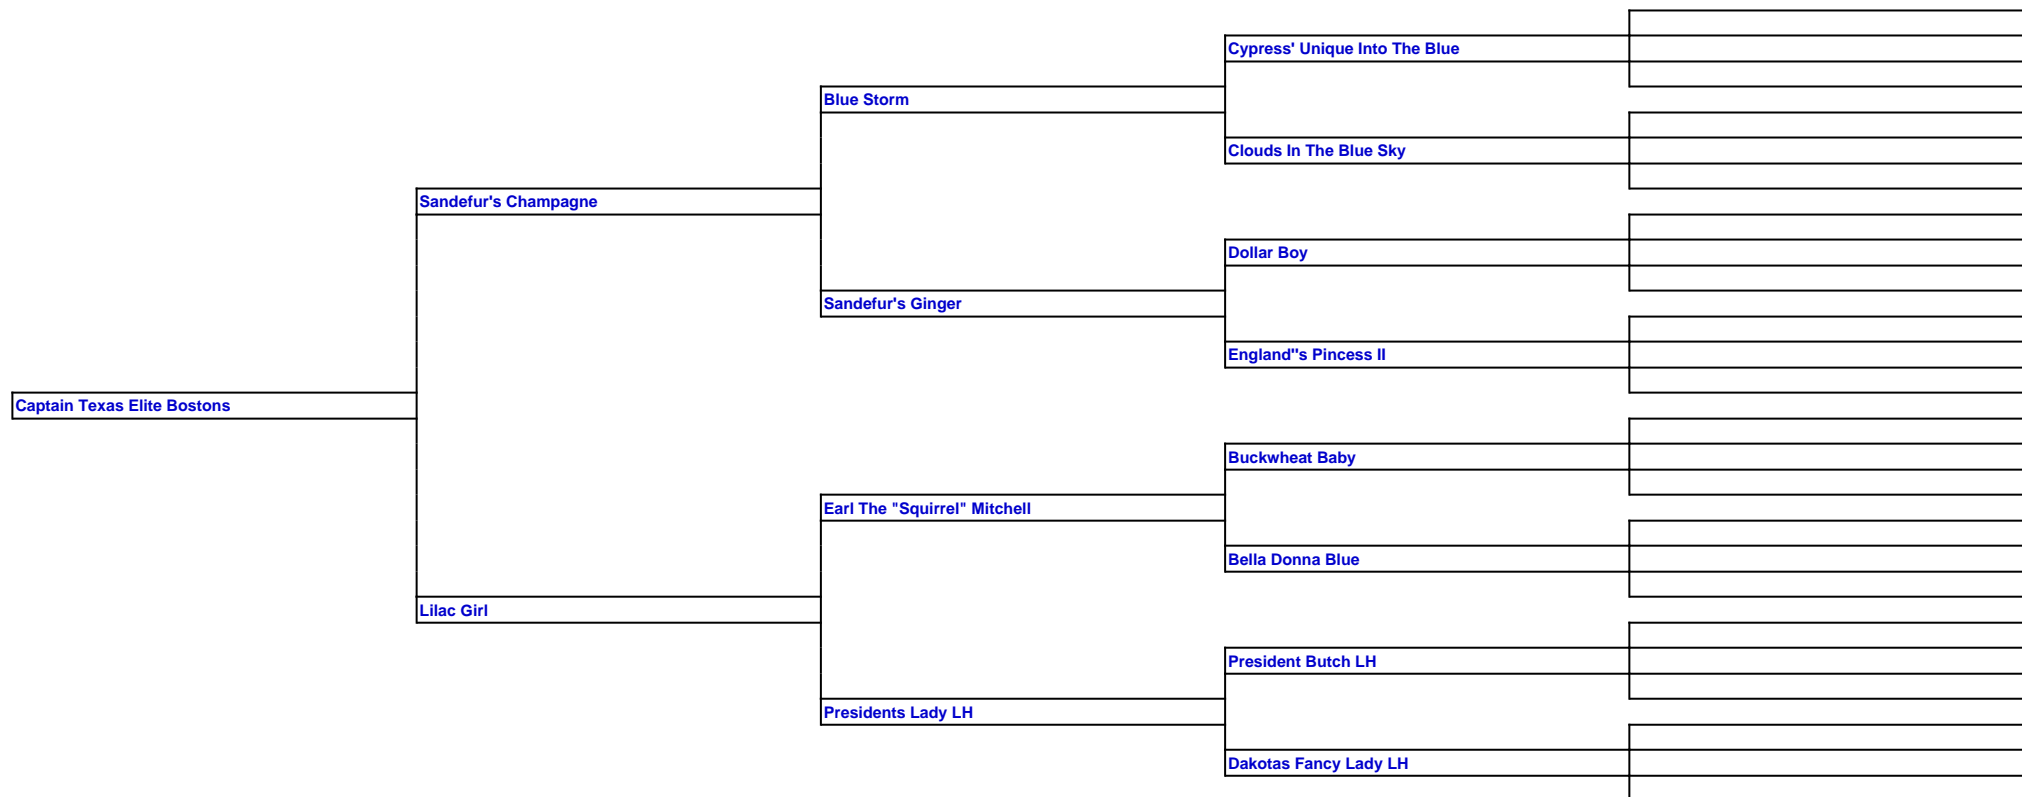 Cypress' Unique Into The Blue
Blue Storm
Clouds In The Blue Sky
Sandefur's Champagne
Dollar Boy
Sandefur's Ginger
England"s Pincess II
Captain Texas Elite Bostons
Buckwheat Baby
Earl The "Squirrel" Mitchell
Bella Donna Blue
Lilac Girl
President Butch LH
Presidents Lady LH
Dakotas Fancy Lady LH